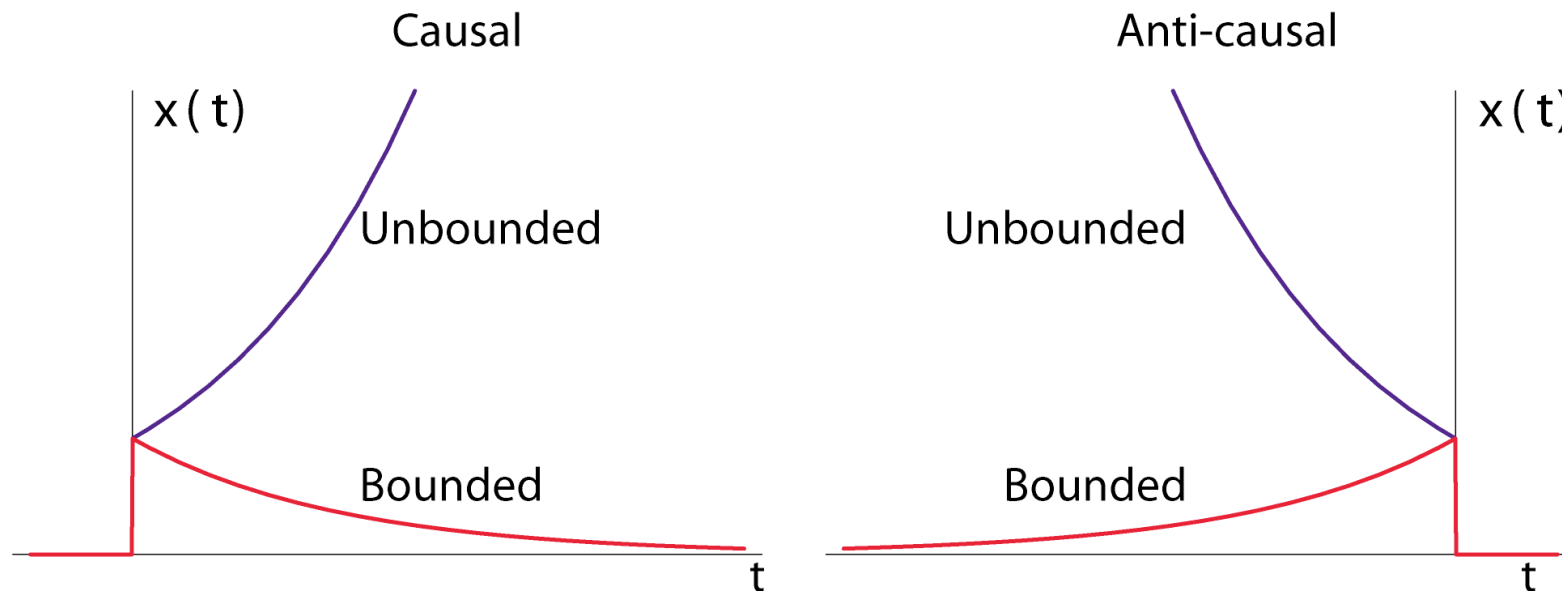 Causal
x(t)
Unbounded
Bounded
t
Anti-causal
x(t)
Unbounded
Bounded
t